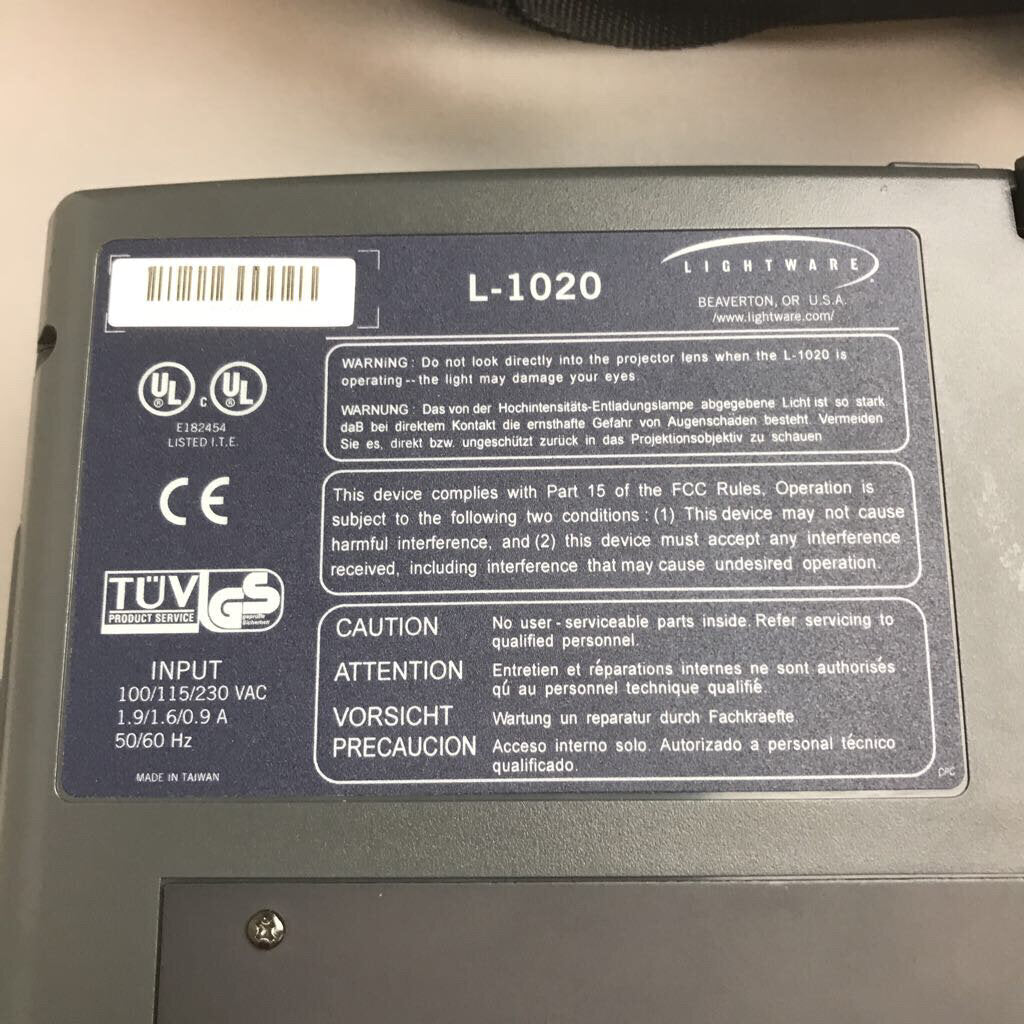 L-1020
LIGHTWARE
BEAVERTON, OR U.S.A.
/www.lightware.com/
WARNiNG : Do not look directly into the projector lens when the L-1020 is
operating -- the light may damage your eyes
WARNUNG : Das von der Hochintensitäts-Entladungslampe abgegebene Licht ist so stark
daB bei direktem Kontakt die ernsthafte Gefahr von Augenschäden besteht. Vermeiden
Sie es, direkt bzw. ungeschützt zurück in das Projektionsobjektiv zu schauen
UL ® c UL ®
E182454
LISTED I.T.E.
CE
This device complies with Part 15 of the FCC Rules. Operation is
subject to the following two conditions : (1) This device may not cause
harmful interference, and (2) this device must accept any interference
received, including interference that may cause undesired operation.
TÜV
PRODUCT SERVICE
GS
geprüfte
Sicherheit
INPUT
100/115/230 VAC
1.9/1.6/0.9 A
50/60 Hz
MADE IN TAIWAN
CAUTION No user - serviceable parts inside. Refer servicing to
qualified personnel.
ATTENTION Entretien et réparations internes ne sont authorisés
qú au personnel technique qualifié.
VORSICHT Wartung un reparatur durch Fachkräefte.
PRECAUCION Acceso interno solo. Autorizado a personal técnico
qualificado.